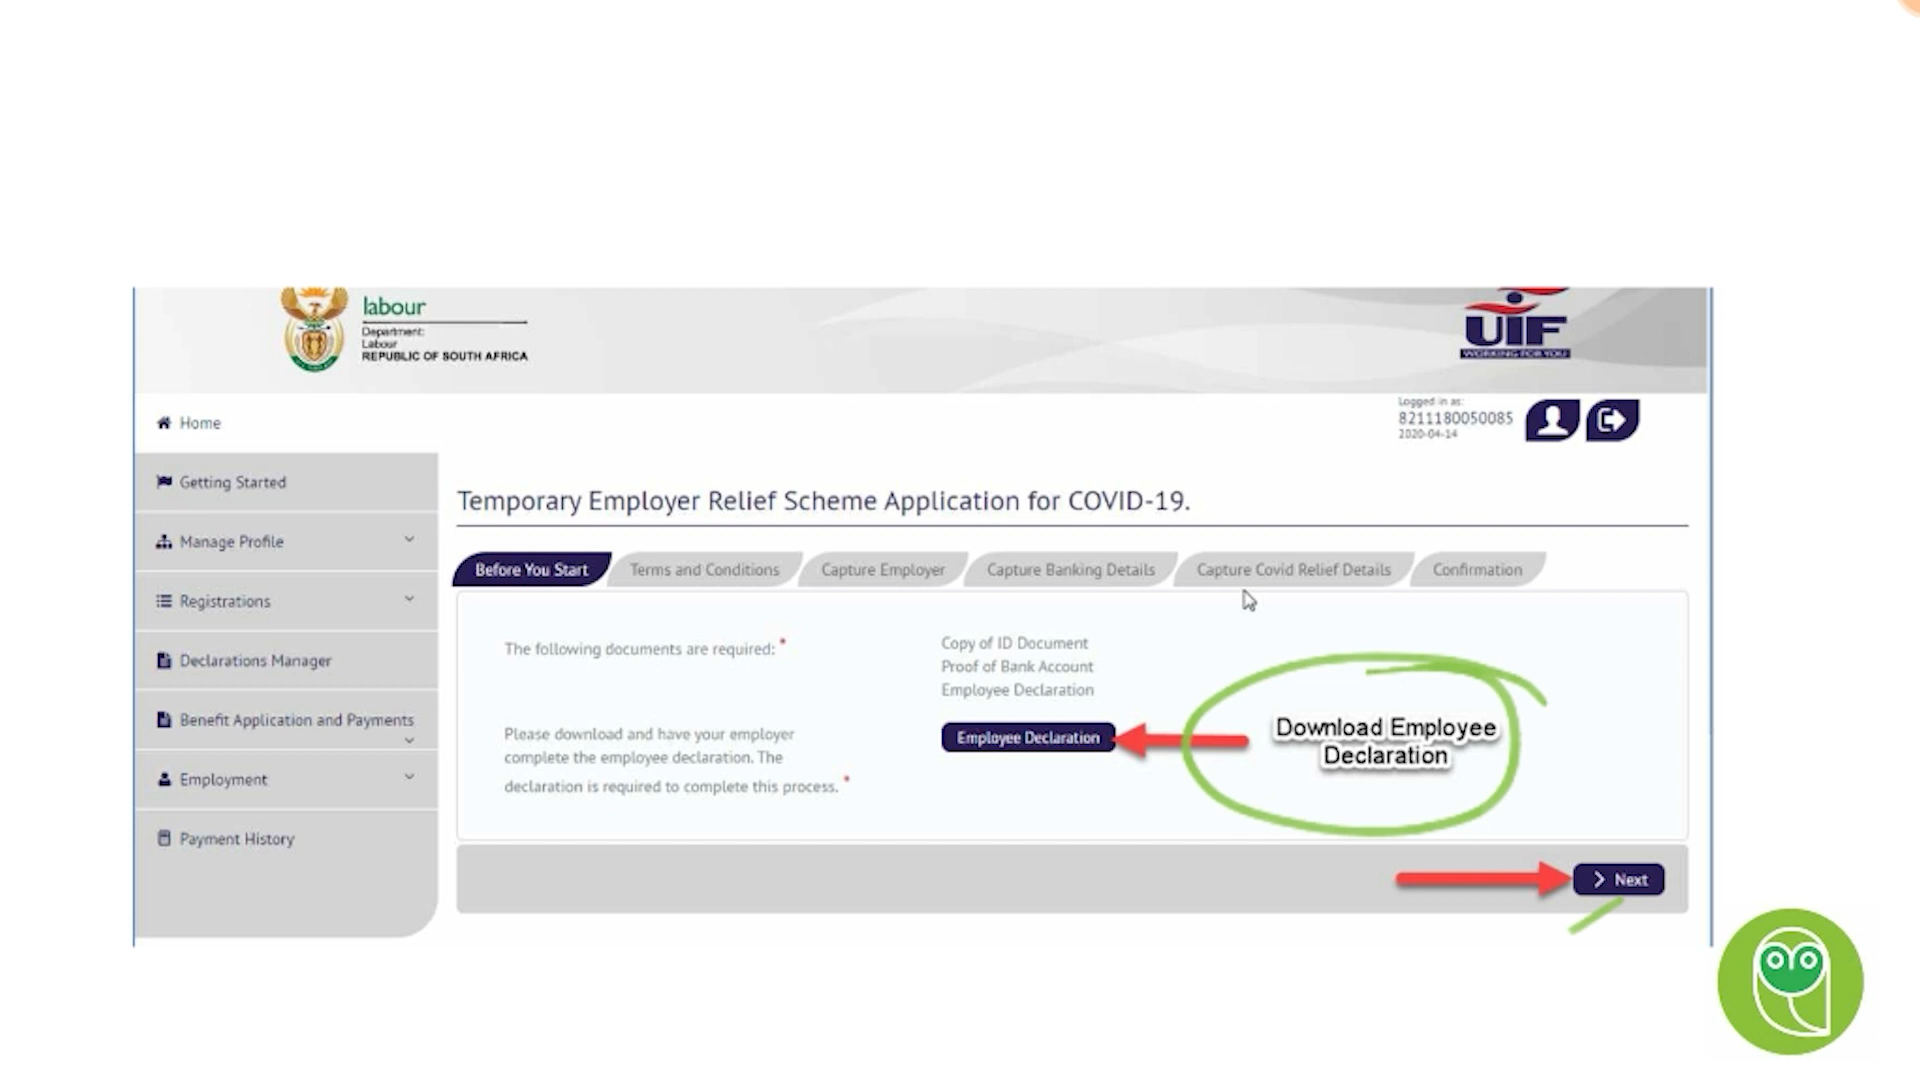 labour
Department:
Labour
REPUBLIC OF SOUTH AFRICA
UIF
WORKING FOR YOU
Home
Logged in as:
8211180050085
2020-04-14
Getting Started
Manage Profile
Registrations
Declarations Manager
Benefit Application and Payments
Employment
Payment History
Temporary Employer Relief Scheme Application for COVID-19.
Before You Start
Terms and Conditions
Capture Employer
Capture Banking Details
Capture Covid Relief Details
Confirmation
The following documents are required: *
Copy of ID Document
Proof of Bank Account
Employee Declaration
Please download and have your employer
complete the employee declaration. The
declaration is required to complete this process. *
Employee Declaration
Download Employee
Declaration
Next